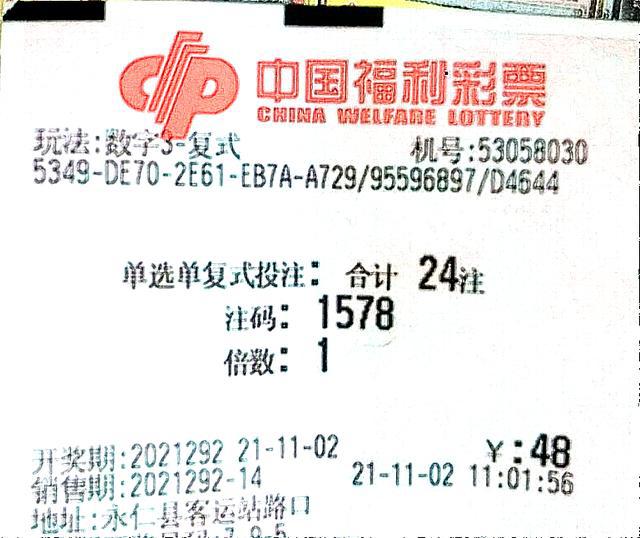 中国福利彩票
CHINA WELFARE LOTTERY
玩法:数字3-复式 机号:53058030
5349-DE70-2E61-EB7A-A729/95596897/D4644
单选单复式投注: 合计 24注
注码: 1578
倍数: 1
开奖期:2021292 21-11-02 ¥:48
销售期:2021292-14 21-11-02 11:01:56
地址:永仁县客运站路口